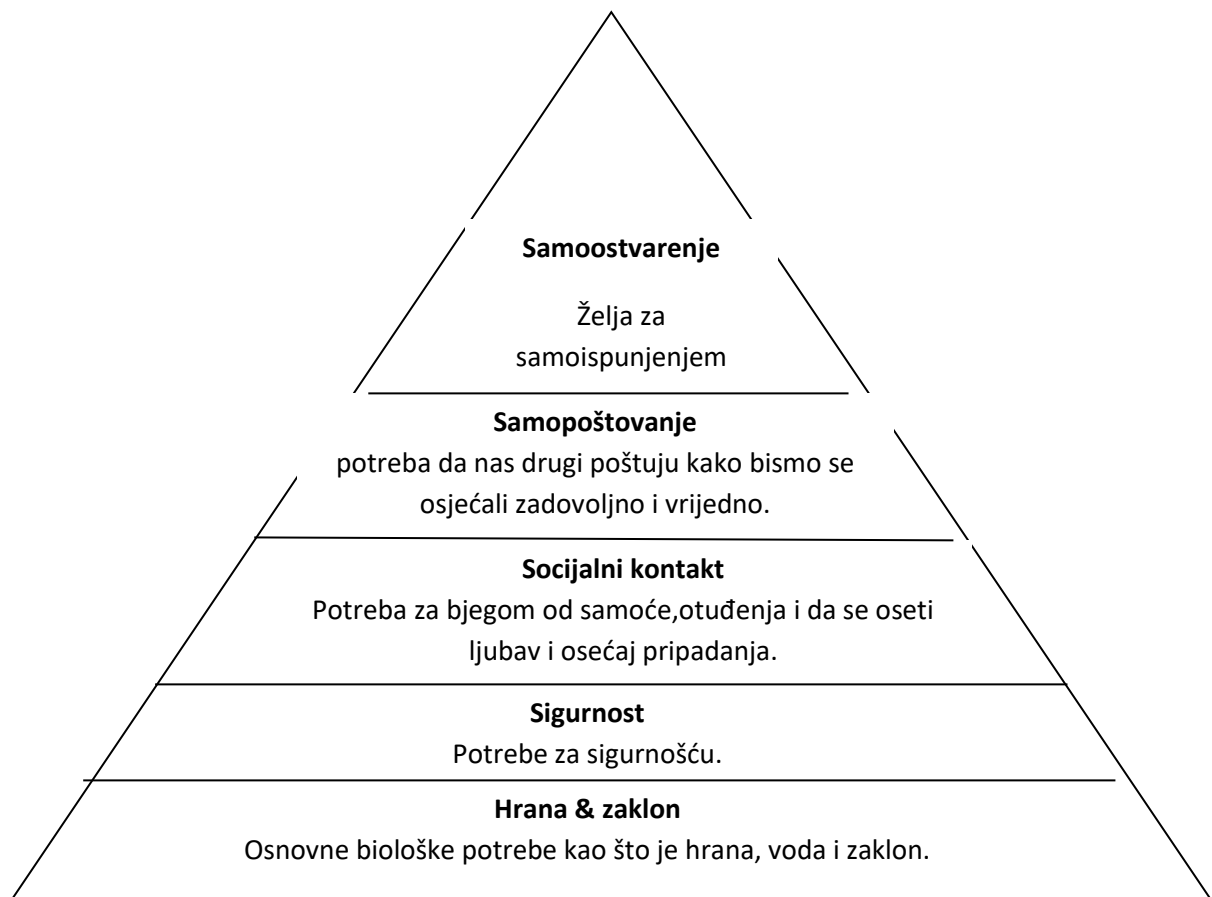 Samoostvarenje
Želja za
samoispunjenjem
Samopoštovanje
potreba da nas drugi poštuju kako bismo se
osjećali zadovoljno i vrijedno.
Socijalni kontakt
Potreba za bjegom od samoće,otuđenja i da se oseti
ljubav i osećaj pripadanja.
Sigurnost
Potrebe za sigurnošću.
Hrana & zaklon
Osnovne biološke potrebe kao što je hrana, voda i zaklon.